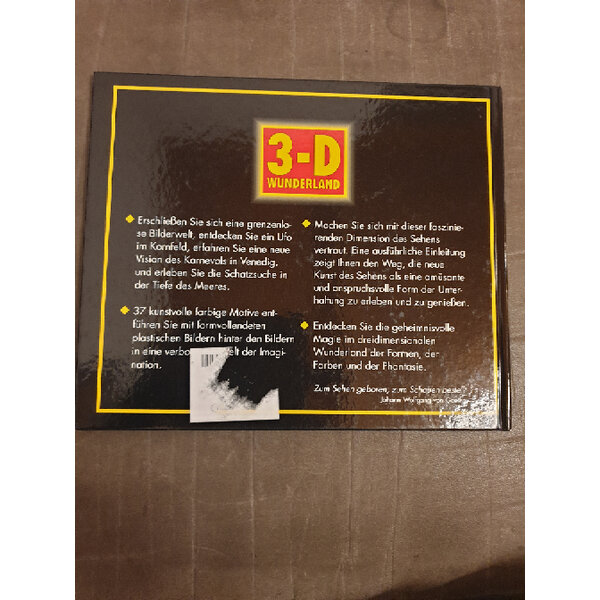 3-D
WUNDERLAND
Erschließen Sie sich eine grenzenlo-
se Bilderwelt, entdecken Sie ein Ufo
im Kornfeld, erfahren Sie eine neue
Vision des Karnevals in Venedig,
und erleben Sie die Schatzsuche in
der Tiefe des Meeres.
37 kunstvolle farbige Motive ent-
führen Sie mit formvollendeten
plastischen Bildern hinter den Bildern
in eine der Imagi-
nation.
Machen Sie sich mit dieser faszinie-
renden Dimension des Sehens
vertraut. Eine ausführliche Einleitung
zeigt Ihnen den Weg, die neue
Kunst des Sehens als eine amüsante
und anspruchsvolle Form der Unter-
haltung zu erleben und zu genießen.
Entdecken Sie die geheimnisvolle
Magie im dreidimensionalen
Wunderland der Formen, der
Farben und der Phantasie.
Zum Sehen geboren, zum Schauen
Johann Wolfgang von